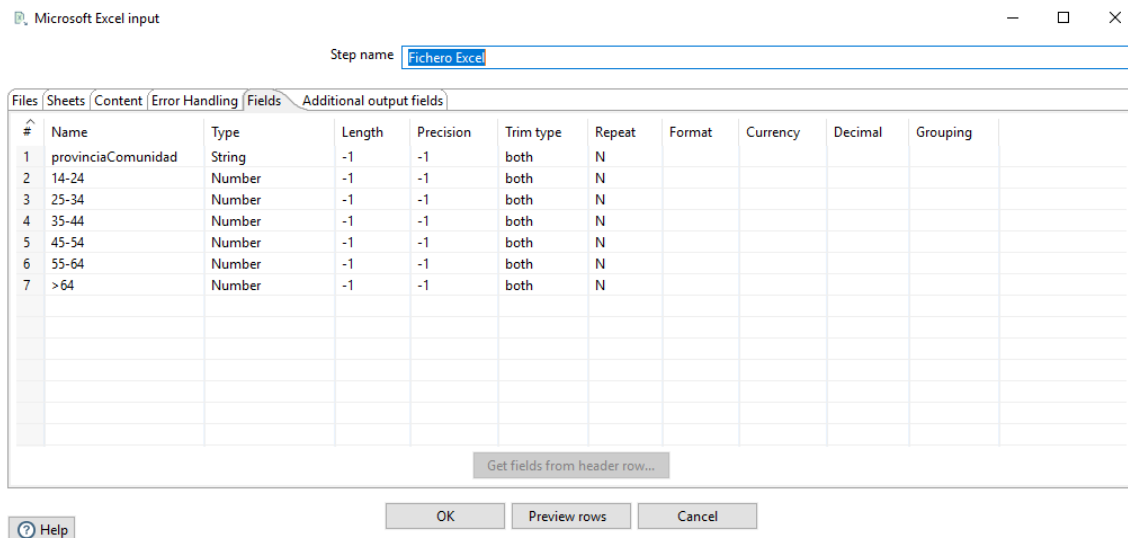 Microsoft Excel input
Step name Fichero Excel
Files Sheets Content Error Handling Fields Additional output fields
# Name Type Length Precision Trim type Repeat Format Currency Decimal Grouping
1 provinciaComunidad String -1 -1 both N
2 14-24 Number -1 -1 both N
3 25-34 Number -1 -1 both N
4 35-44 Number -1 -1 both N
5 45-54 Number -1 -1 both N
6 55-64 Number -1 -1 both N
7 >64 Number -1 -1 both N
Get fields from header row...
OK Preview rows Cancel
Help